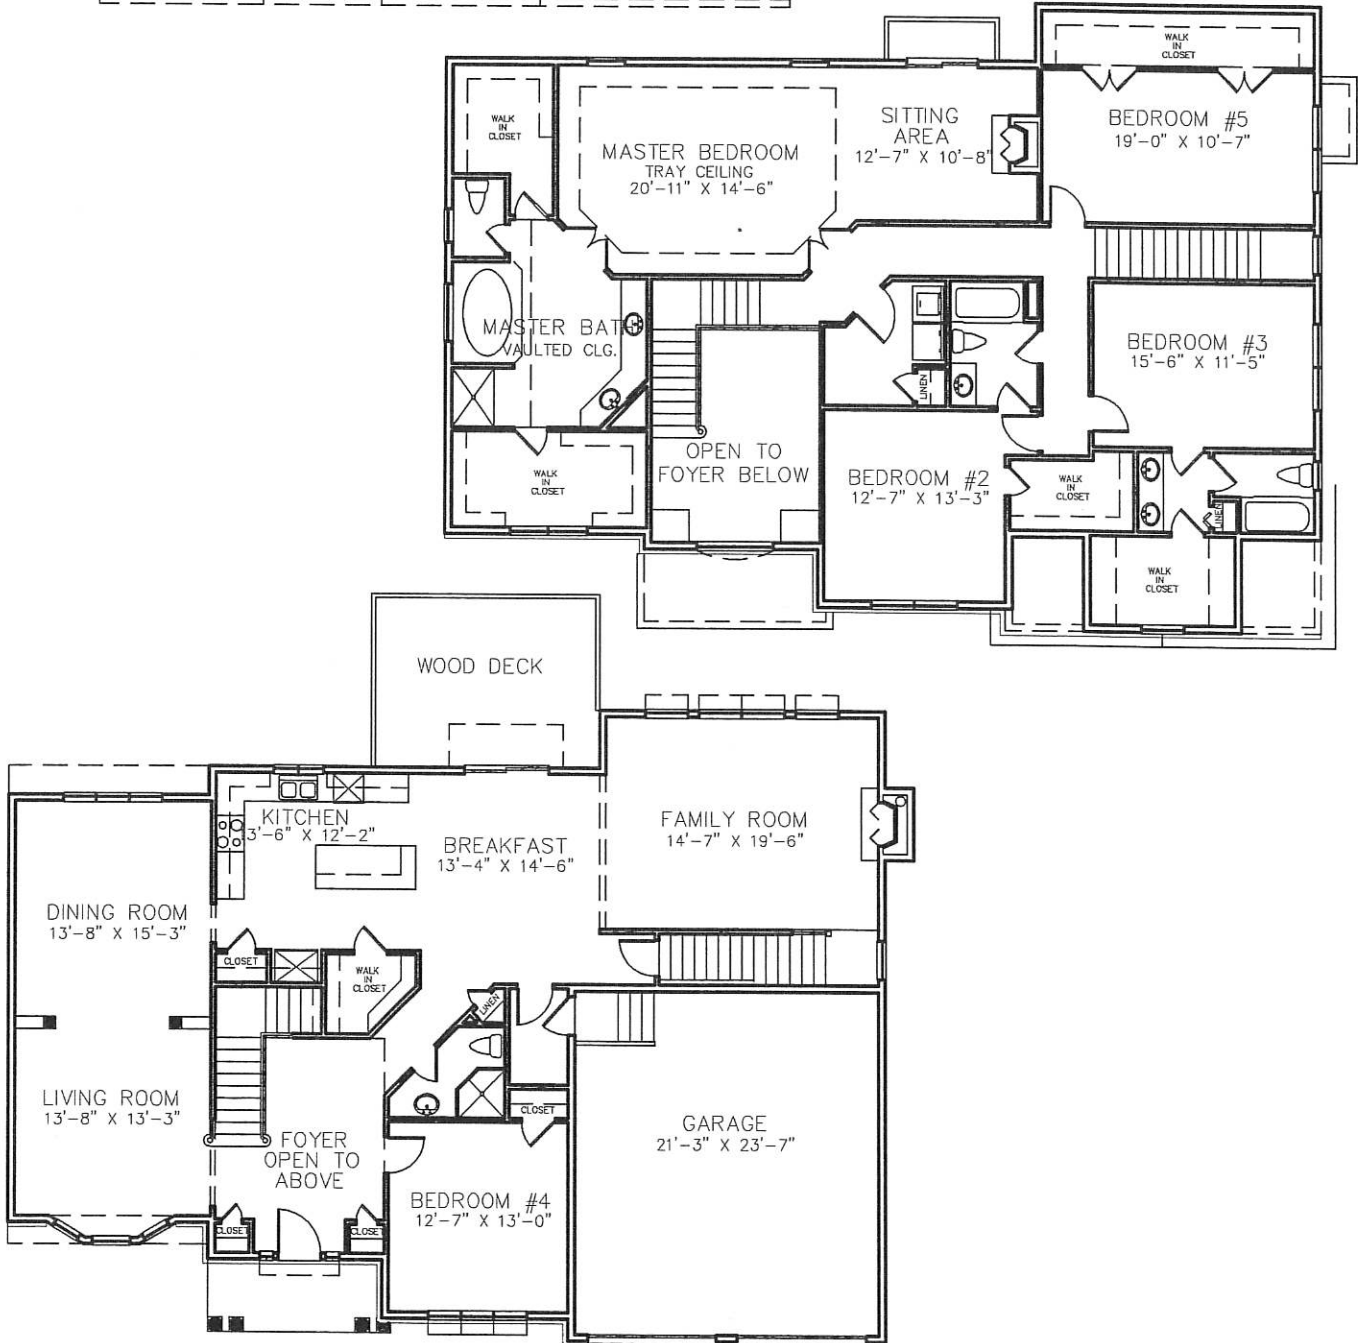 WALK
IN
CLOSET
WALK
IN
CLOSET
MASTER BEDROOM
TRAY CEILING
20'-11" X 14'-6"
SITTING
AREA
12'-7" X 10'-8"
BEDROOM #5
19'-0" X 10'-7"
MASTER BAT
VAULTED CLG.
LINEN
BEDROOM #3
15'-6" X 11'-5"
WALK
IN
CLOSET
OPEN TO
FOYER BELOW
BEDROOM #2
12'-7" X 13'-3"
WALK
IN
CLOSET
LINEN
WALK
IN
CLOSET
WOOD DECK
KITCHEN
3'-6" X 12'-2"
BREAKFAST
13'-4" X 14'-6"
FAMILY ROOM
14'-7" X 19'-6"
DINING ROOM
13'-8" X 15'-3"
CLOSET
WALK
IN
CLOSET
LINEN
LIVING ROOM
13'-8" X 13'-3"
FOYER
OPEN TO
ABOVE
CLOSET
GARAGE
21'-3" X 23'-7"
BEDROOM #4
12'-7" X 13'-0"
CLOSET
CLOSET